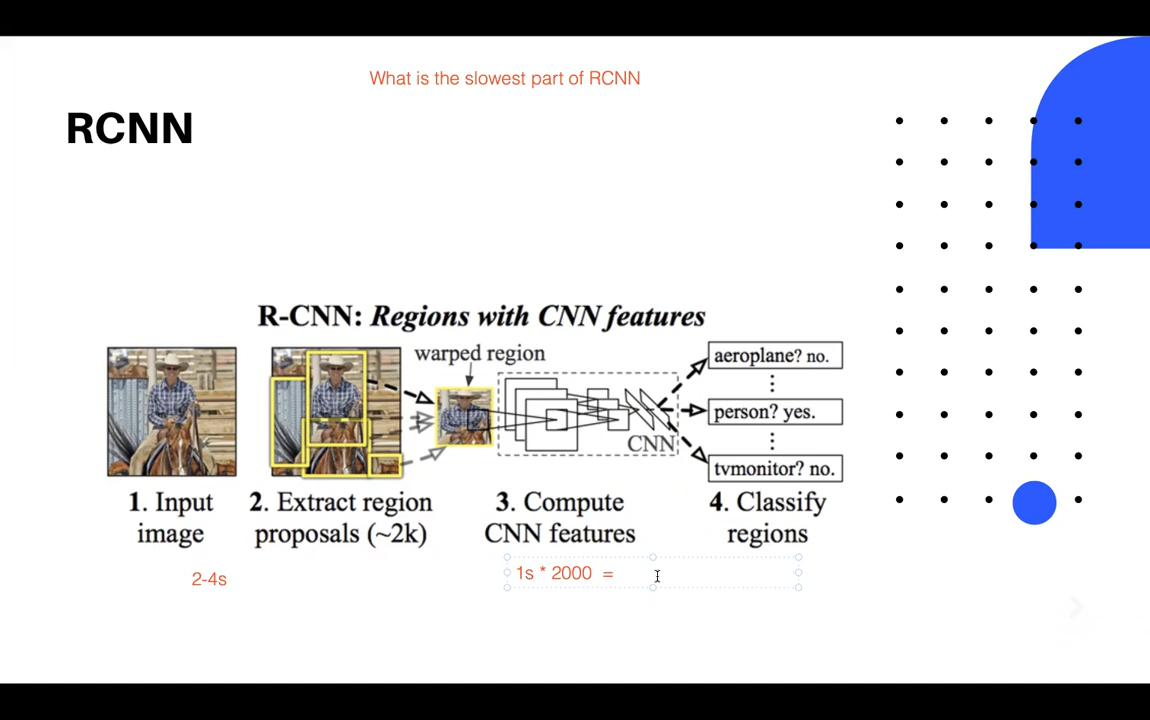 What is the slowest part of RCNN
RCNN
R-CNN: Regions with CNN features
warped region
aeroplane? no.
person? yes.
CNN
tvmonitor? no.
1. Input
image
2. Extract region
proposals (~2k)
3. Compute
CNN features
4. Classify
regions
2-4s
1s * 2000 =